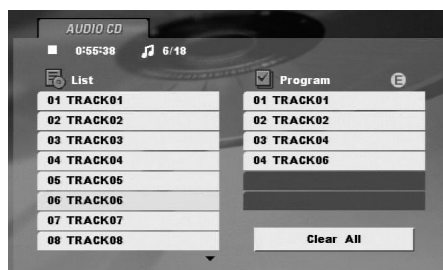 AUDIO CD
0:55:38 6/18
List
01 TRACK01
02 TRACK02
03 TRACK03
04 TRACK04
05 TRACK05
06 TRACK06
07 TRACK07
08 TRACK08
Program E
01 TRACK01
02 TRACK02
03 TRACK04
04 TRACK06
Clear All